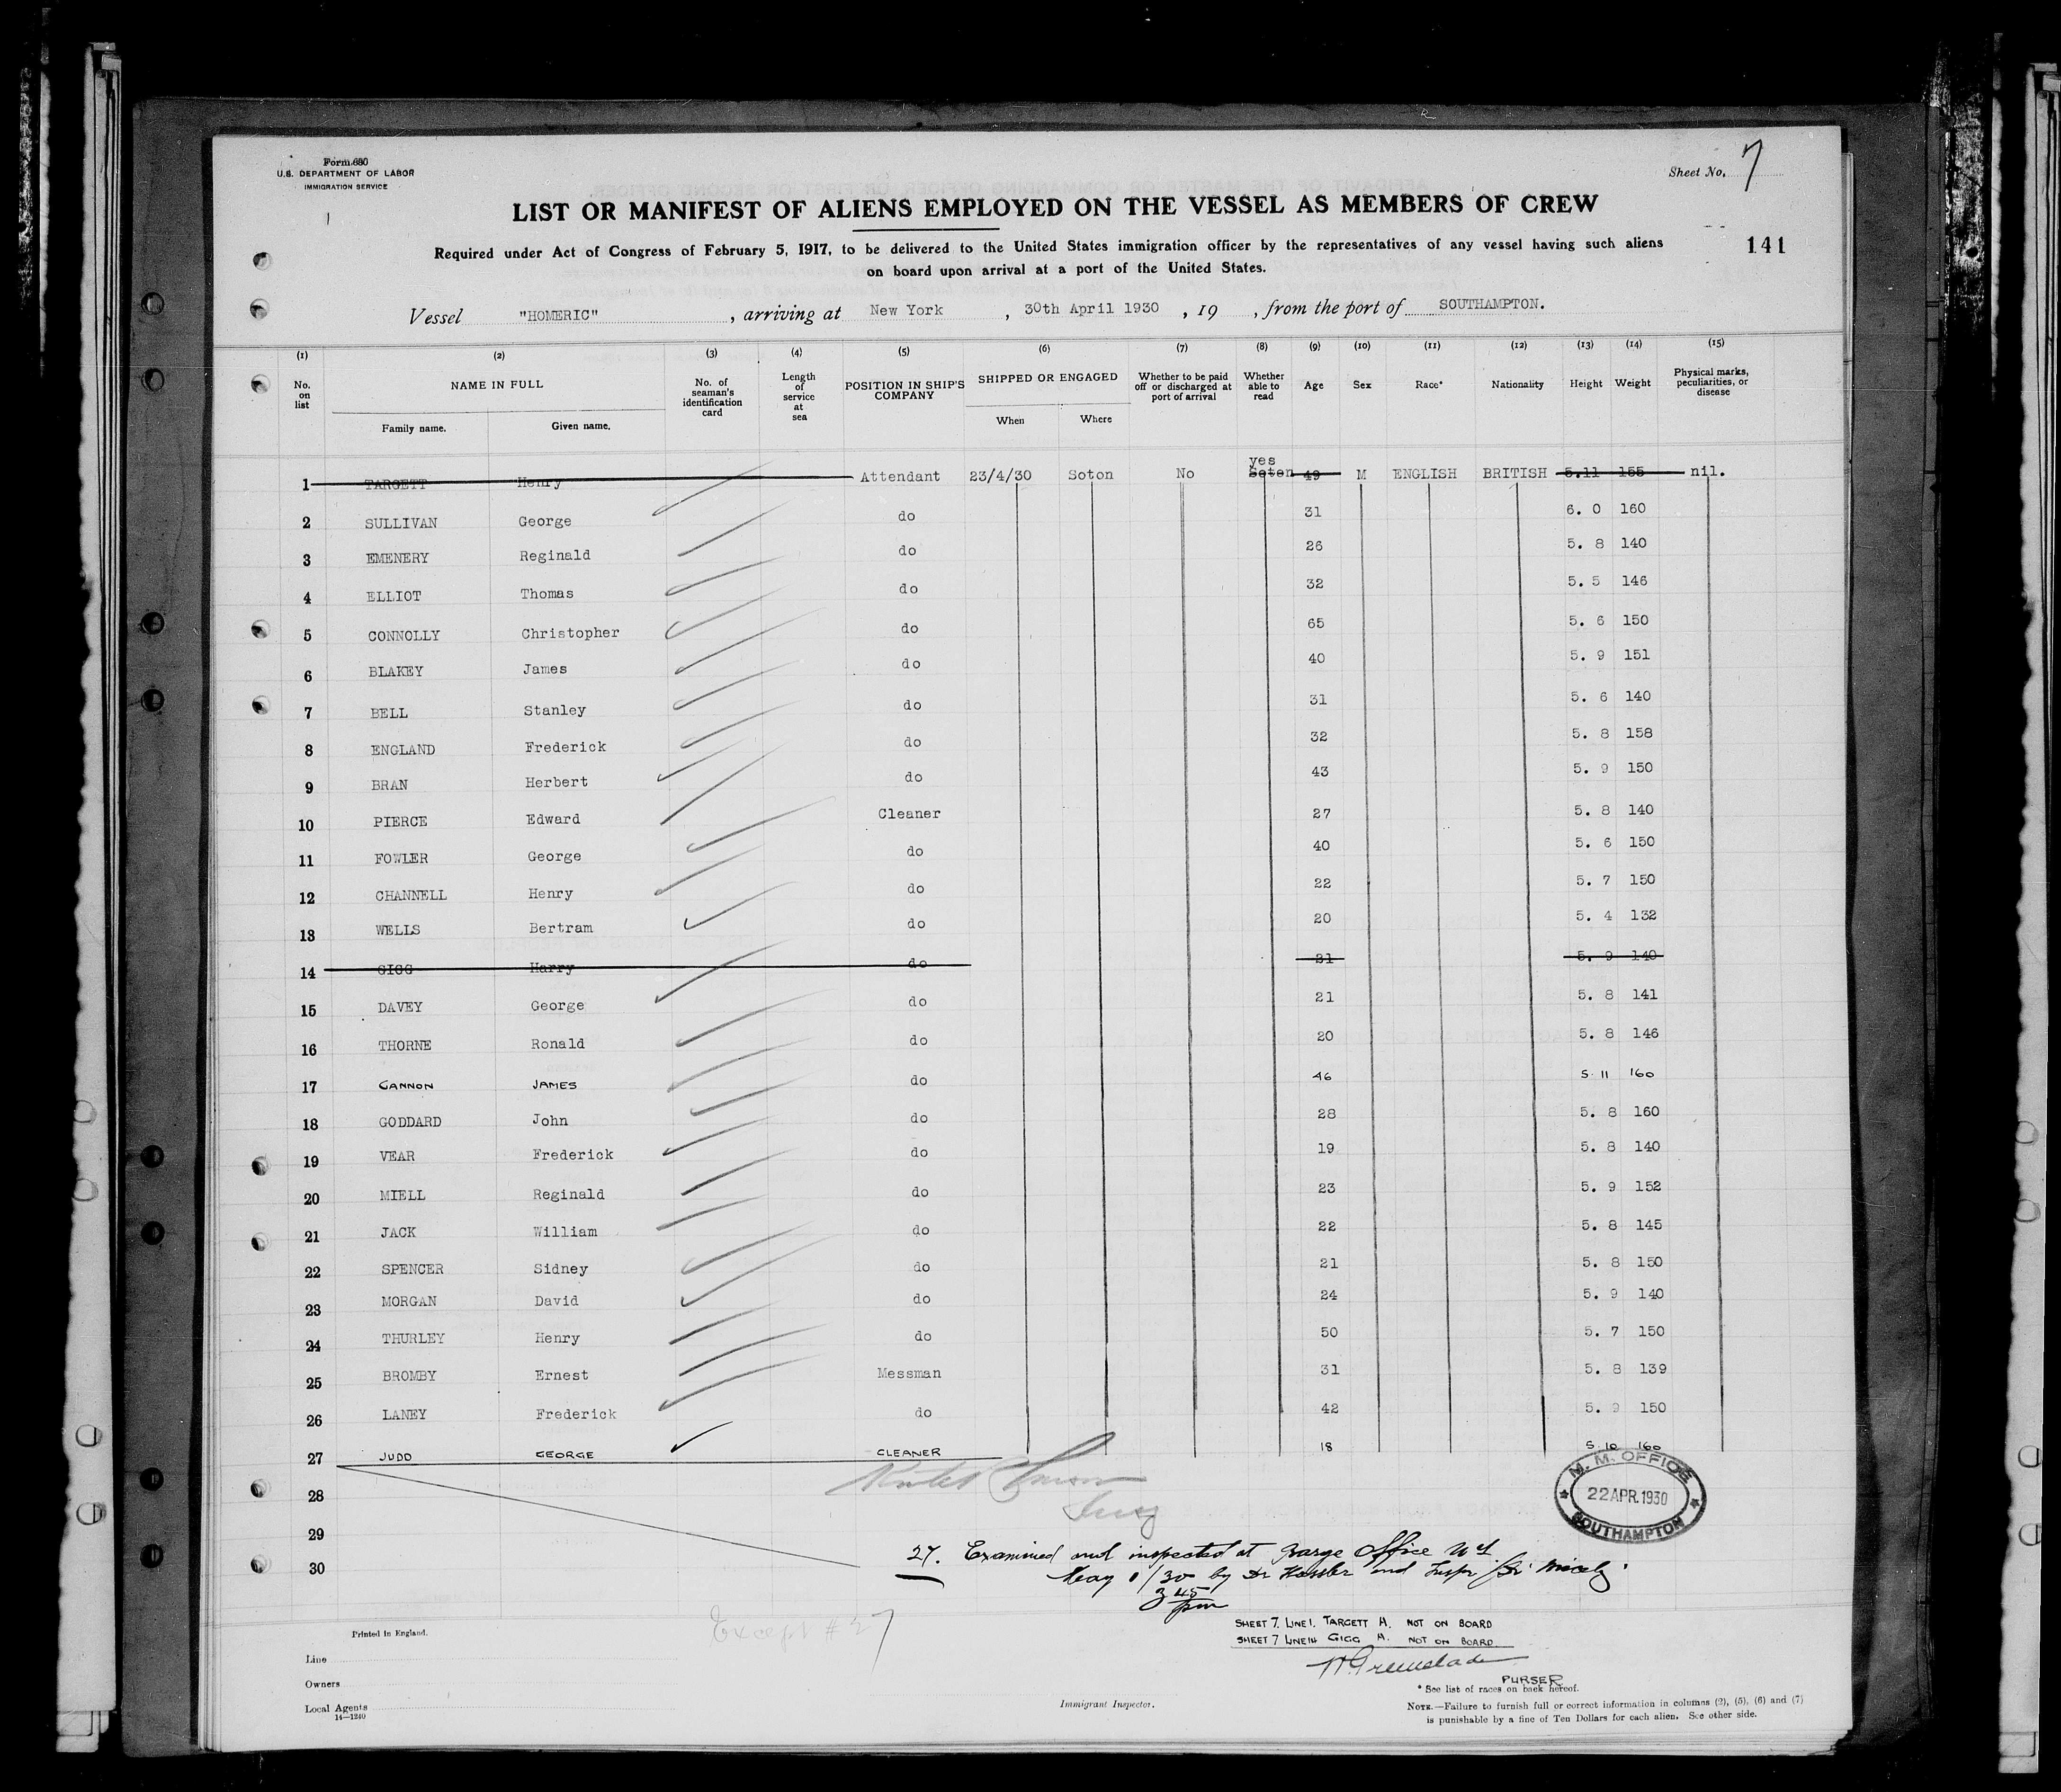 Form 680
U.S. DEPARTMENT OF LABOR
IMMIGRATION SERVICE
Sheet No. 7
LIST OR MANIFEST OF ALIENS EMPLOYED ON THE VESSEL AS MEMBERS OF CREW
Required under Act of Congress of February 5, 1917, to be delivered to the United States immigration officer by the representatives of any vessel having such aliens
on board upon arrival at a port of the United States.
141
Vessel "HOMERIC", arriving at New York, 30th April 1930, 19 , from the port of SOUTHAMPTON.
(1) (2) (3) (4) (5) (6) (7) (8) (9) (10) (11) (12) (13) (14) (15)
No. on list NAME IN FULL No. of seaman's identification card Length of service at sea POSITION IN SHIP'S COMPANY SHIPPED OR ENGAGED Whether to be paid off or discharged at port of arrival Whether able to read Age Sex Race* Nationality Height Weight Physical marks, peculiarities, or disease
Family name. Given name. When Where
yes
1 TARGETT Henry Attendant 23/4/30 Soton No Soton 49 M ENGLISH BRITISH 5.11 155 nil.
2 SULLIVAN George do 31 6. 0 160
3 EMENERY Reginald do 26 5. 8 140
4 ELLIOT Thomas do 32 5. 5 146
5 CONNOLLY Christopher do 65 5. 6 150
6 BLAKEY James do 40 5. 9 151
7 BELL Stanley do 31 5. 6 140
8 ENGLAND Frederick do 32 5. 8 158
9 BRAN Herbert do 43 5. 9 150
10 PIERCE Edward Cleaner 27 5. 8 140
11 FOWLER George do 40 5. 6 150
12 CHANNELL Henry do 22 5. 7 150
13 WELLS Bertram do 20 5. 4 132
14 GIGG Harry do 21 5. 9 140
15 DAVEY George do 21 5. 8 141
16 THORNE Ronald do 20 5. 8 146
17 GANNON JAMES do 46 5. 11 160
18 GODDARD John do 28 5. 8 160
19 VEAR Frederick do 19 5. 8 140
20 MIELL Reginald do 23 5. 9 152
21 JACK William do 22 5. 8 145
22 SPENCER Sidney do 21 5. 8 150
23 MORGAN David do 24 5. 9 140
24 THURLEY Henry do 50 5. 7 150
25 BROMBY Ernest Messman 31 5. 8 139
26 LANEY Frederick do 42 5. 9 150
27 JUDD GEORGE CLEANER 18 5. 10 160
28
29
30
M. M. OFFICE
22 APR. 1930
SOUTHAMPTON
27. Examined and inspected at Barge Office
May 1/30 by Dr and Inspr
3 45 pm
Except #27
SHEET 7. LINE 1. TARGETT H. NOT ON BOARD
SHEET 7 LINE 14 GIGG H. NOT ON BOARD
PURSER
Printed in England.
Line
Owners
Local Agents
14—1240
Immigrant Inspector.
* See list of races on back hereof.
NOTE.—Failure to furnish full or correct information in columns (2), (5), (6) and (7)
is punishable by a fine of Ten Dollars for each alien. See other side.